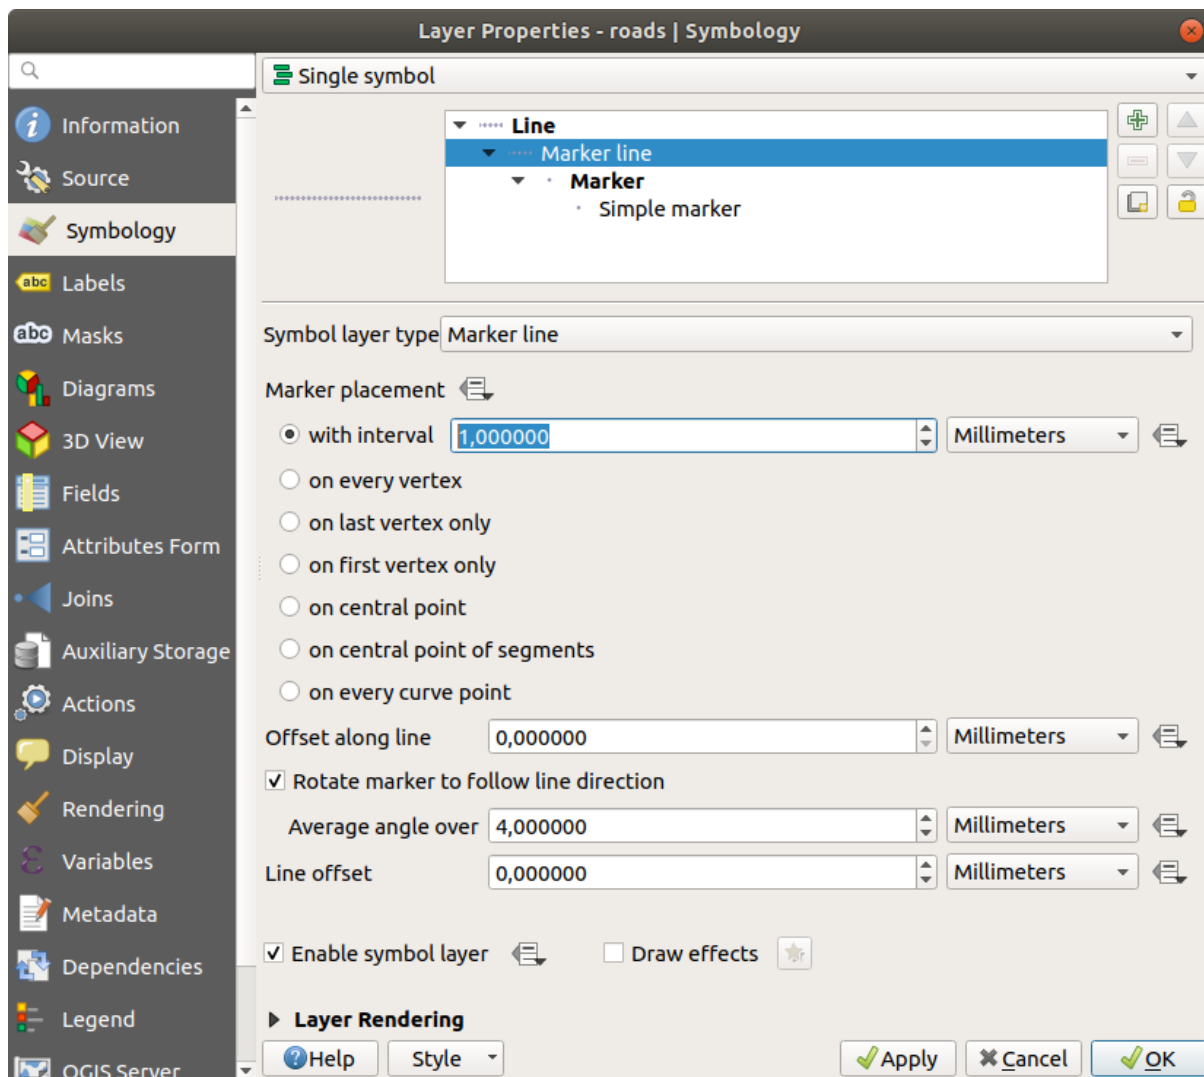 Layer Properties - roads | Symbology
Information
Source
Symbology
abc Labels
abc Masks
Diagrams
3D View
Fields
Attributes Form
Joins
Auxiliary Storage
Actions
Display
Rendering
Variables
Metadata
Dependencies
Legend
QGIS Server
Single symbol
Line
Marker line
Marker
Simple marker
Symbol layer type Marker line
Marker placement
with interval 1,000000 Millimeters
on every vertex
on last vertex only
on first vertex only
on central point
on central point of segments
on every curve point
Offset along line 0,000000 Millimeters
Rotate marker to follow line direction
Average angle over 4,000000 Millimeters
Line offset 0,000000 Millimeters
Enable symbol layer Draw effects
Layer Rendering
Help Style Apply Cancel OK